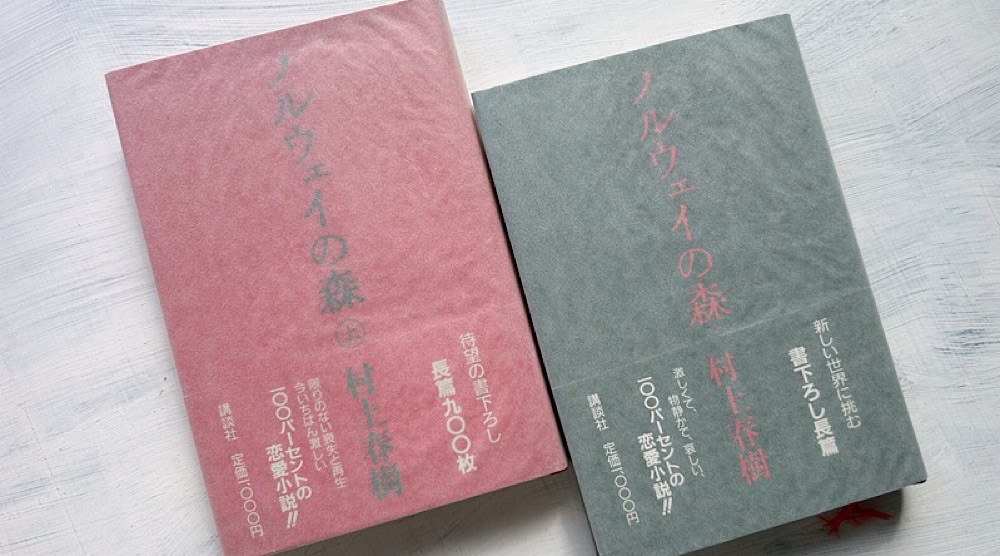 ノルウェイの森 上 村上春樹
待望の書下ろし
長篇九〇〇枚
限りのない喪失と再生
今いちばん激しい
一〇〇パーセントの
恋愛小説!!
講談社 定価一、〇〇〇円
ノルウェイの森 村上春樹
新しい世界に挑む
書下ろし長篇
激しくて、
物静かで、哀しい、
一〇〇パーセントの
恋愛小説!!
講談社 定価一、〇〇〇円